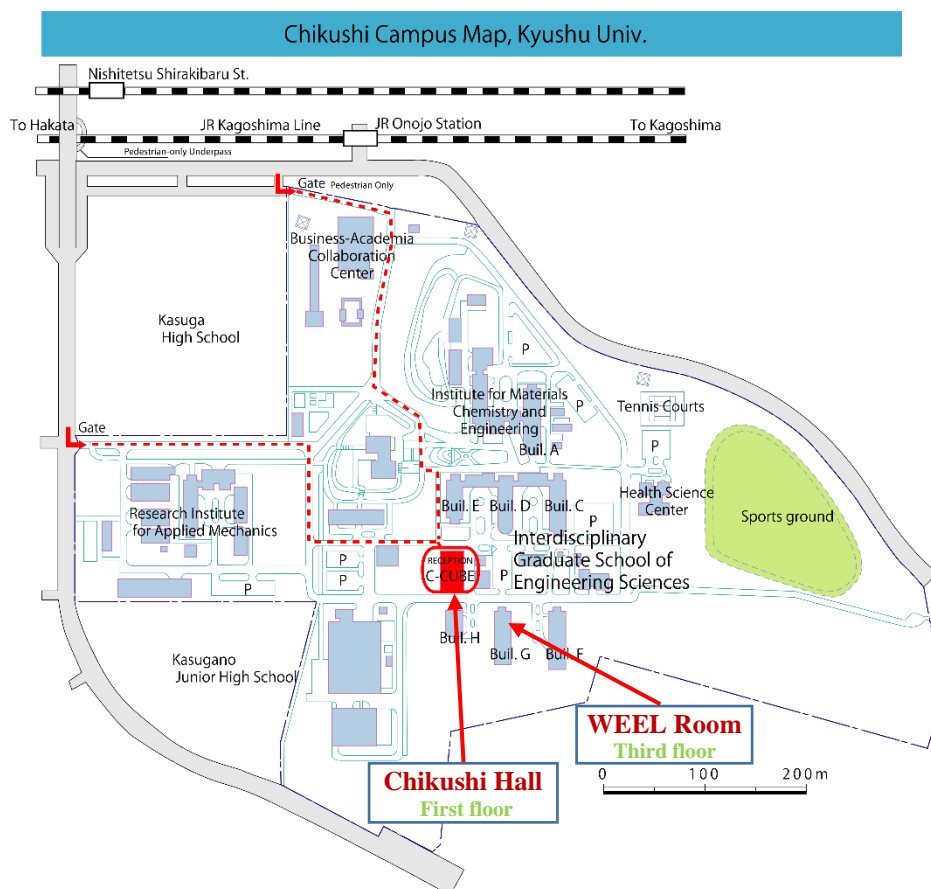 Chikushi Campus Map, Kyushu Univ.
Nishitetsu Shirakibaru St.
To Hakata
JR Kagoshima Line
JR Onojo Station
To Kagoshima
Pedestrian-only Underpass
Gate Pedestrian Only
Business-Academia
Collaboration
Center
Kasuga
High School
P
Institute for Materials
Chemistry and
Engineering
P
Tennis Courts
Gate
Buil. A
P
Research Institute
for Applied Mechanics
Buil. E
Buil. D
Buil. C
Health Science
Center
Sports ground
P
Interdisciplinary
Graduate School of
Engineering Sciences
P
P
P
RECEPTION
C-CUBE
P
Buil. H
Buil. G
Buil. F
Kasugano
Junior High School
WEEL Room
Third floor
Chikushi Hall
First floor
0 100 200m